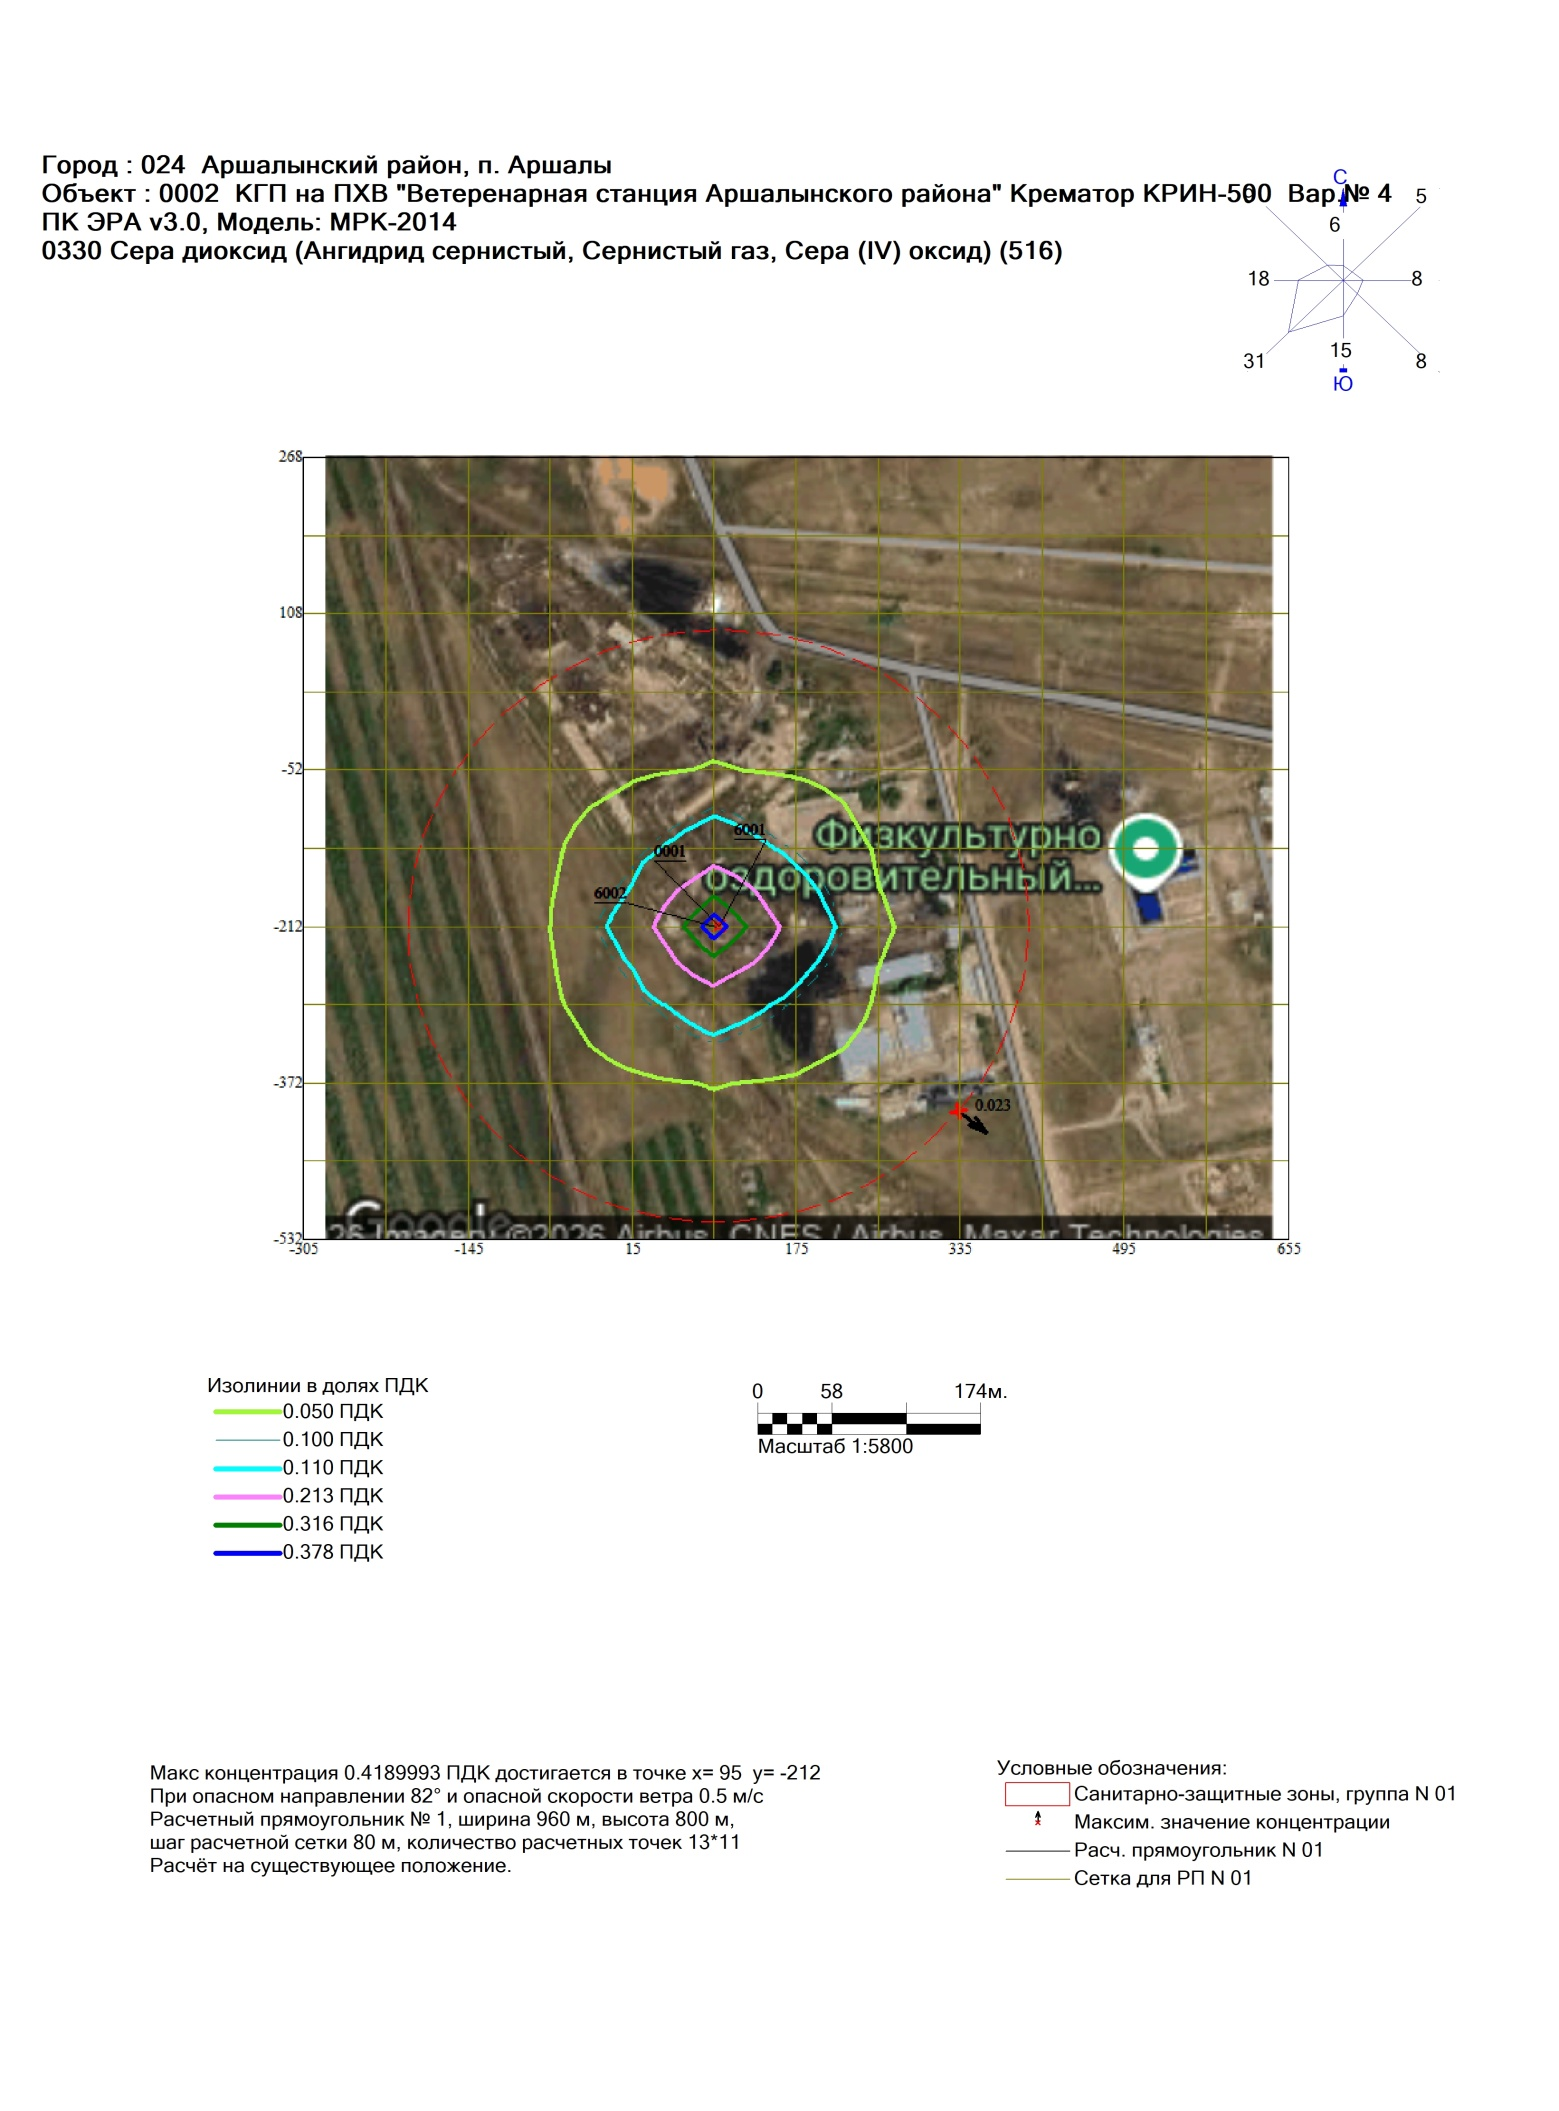 Город : 024 Аршалынский район, п. Аршалы
Объект : 0002 КГП на ПХВ "Ветеренарная станция Аршалынского района" Крематор КРИН-500 Вар.№ 4
ПК ЭРА v3.0, Модель: МРК-2014
0330 Сера диоксид (Ангидрид сернистый, Сернистый газ, Сера (IV) оксид) (516)
С
5
6
18
8
31
15
8
Ю
268
108
-52
-212
-372
-532
6001
0001
6002
Физкультурно
оздоровительный...
0.023
Google
©2026 Airbus, CNES / Airbus, Maxar Technologies
-305
-145
15
175
335
495
655
Изолинии в долях ПДК
0.050 ПДК
0.100 ПДК
0.110 ПДК
0.213 ПДК
0.316 ПДК
0.378 ПДК
0 58 174м.
Масштаб 1:5800
Макс концентрация 0.4189993 ПДК достигается в точке x= 95 y= -212
При опасном направлении 82° и опасной скорости ветра 0.5 м/с
Расчетный прямоугольник № 1, ширина 960 м, высота 800 м,
шаг расчетной сетки 80 м, количество расчетных точек 13*11
Расчёт на существующее положение.
Условные обозначения:
Санитарно-защитные зоны, группа N 01
Максим. значение концентрации
Расч. прямоугольник N 01
Сетка для РП N 01